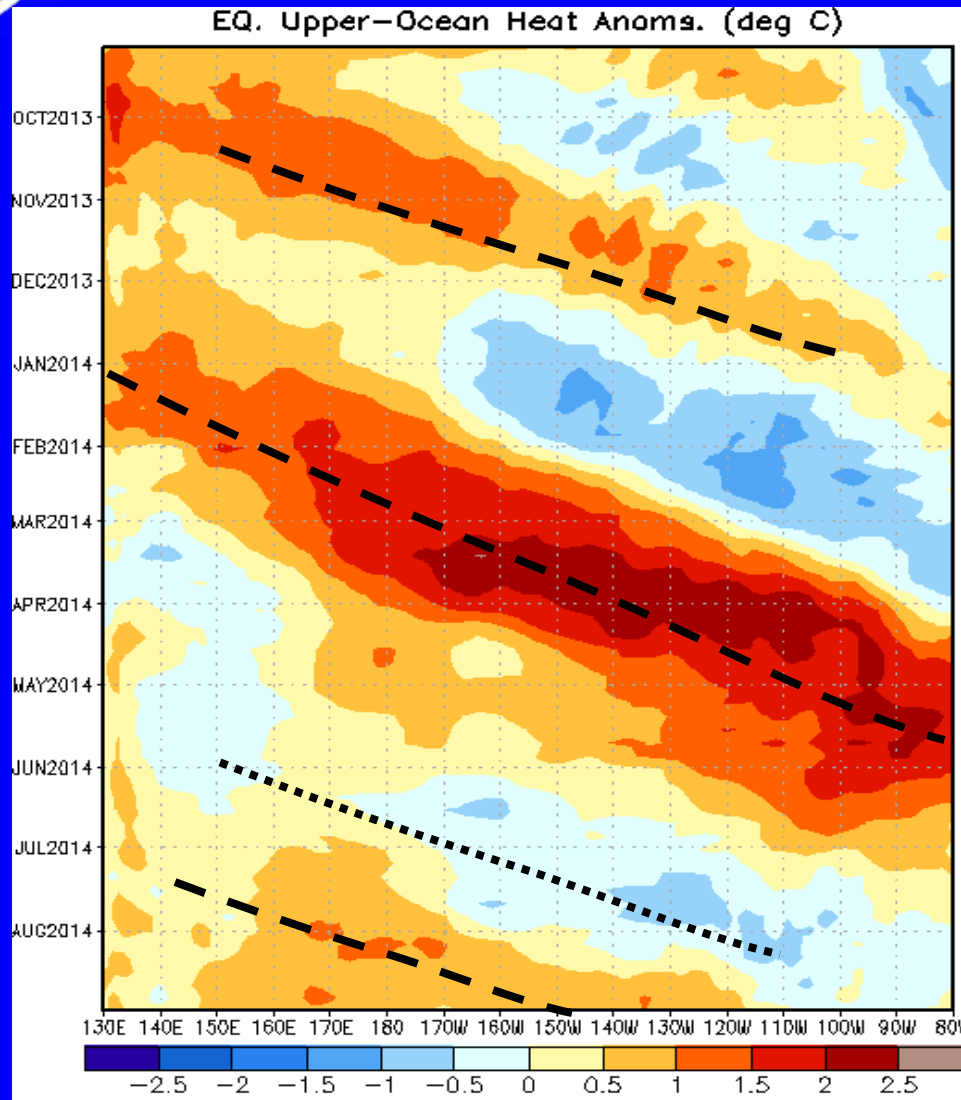 EQ. Upper-Ocean Heat Anoms. (deg C)
OCT2013
NOV2013
DEC2013
JAN2014
FEB2014
MAR2014
APR2014
MAY2014
JUN2014
JUL2014
AUG2014
130E 140E 150E 160E 170E 180 170W 160W 150W 140W 130W 120W 110W 100W 90W 80W
-2.5 -2 -1.5 -1 -0.5 0 0.5 1 1.5 2 2.5